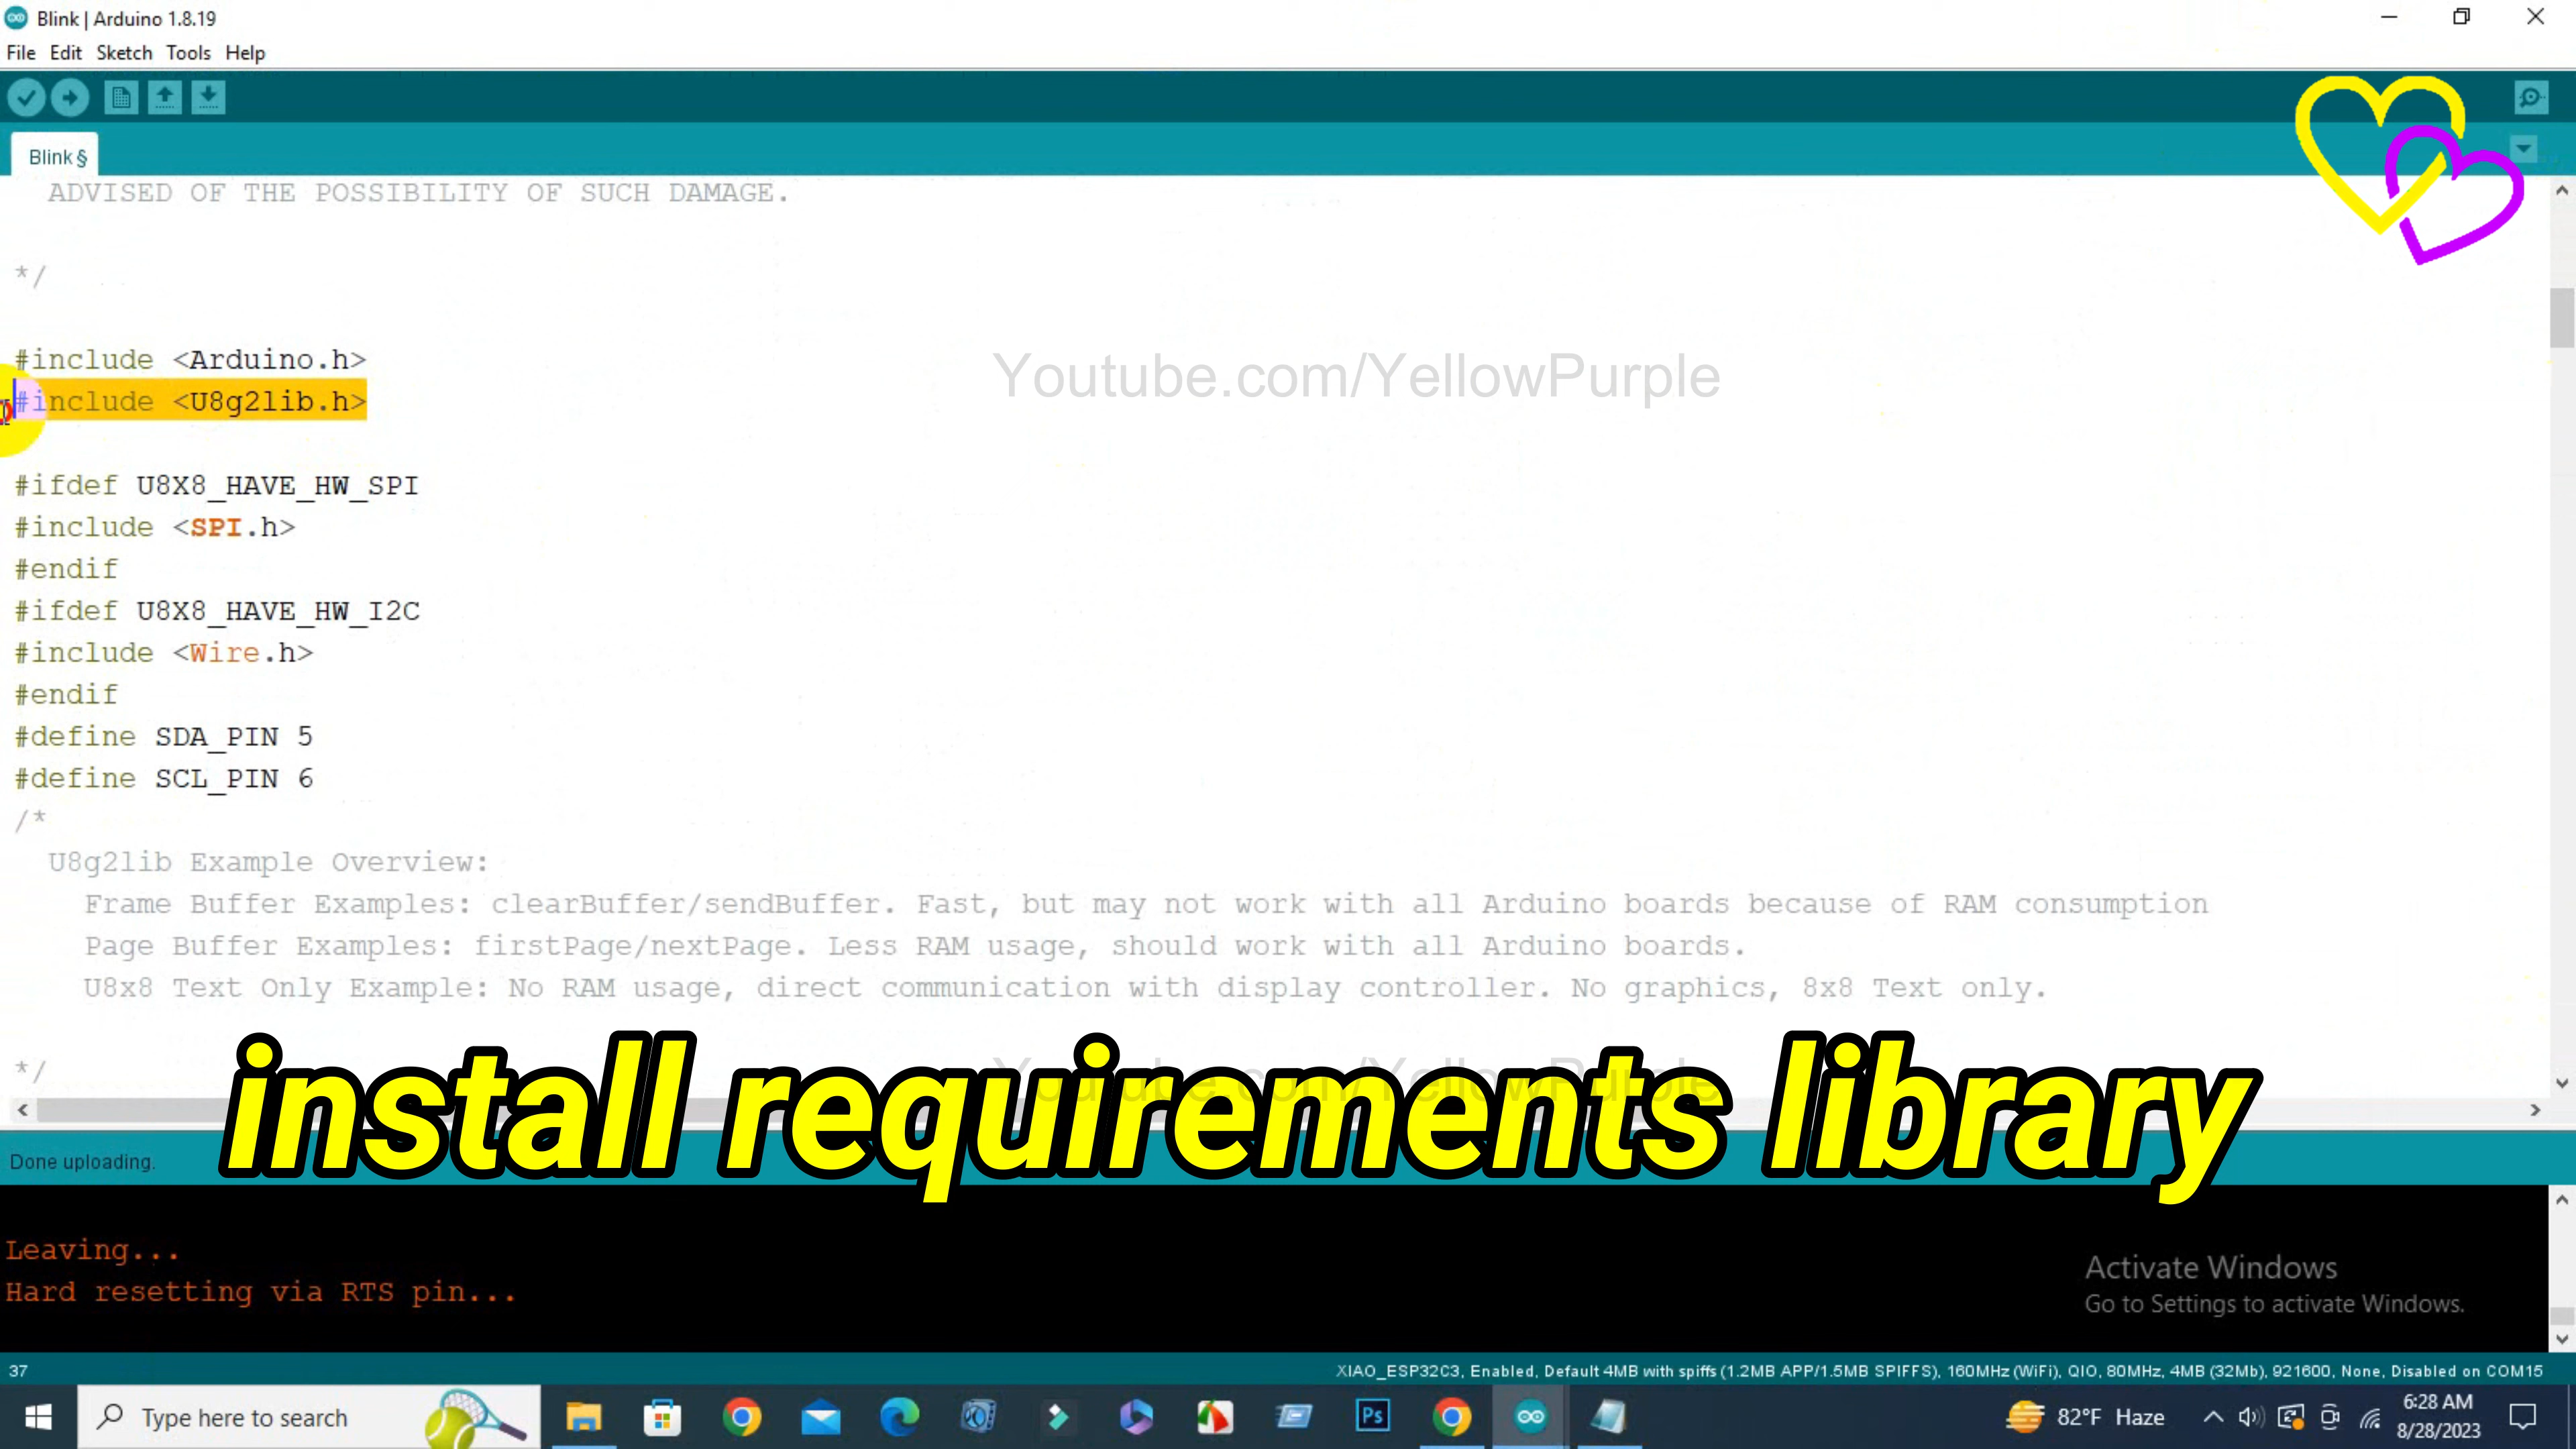 Blink | Arduino 1.8.19
File Edit Sketch Tools Help
Blink §
ADVISED OF THE POSSIBILITY OF SUCH DAMAGE.
*/
#include <Arduino.h>
Youtube.com/YellowPurple
#include <U8g2lib.h>
#ifdef U8X8_HAVE_HW_SPI
#include <SPI.h>
#endif
#ifdef U8X8_HAVE_HW_I2C
#include <Wire.h>
#endif
#define SDA_PIN 5
#define SCL_PIN 6
/*
U8g2lib Example Overview:
Frame Buffer Examples: clearBuffer/sendBuffer. Fast, but may not work with all Arduino boards because of RAM consumption
Page Buffer Examples: firstPage/nextPage. Less RAM usage, should work with all Arduino boards.
U8x8 Text Only Example: No RAM usage, direct communication with display controller. No graphics, 8x8 Text only.
*/
Youtube.com/YellowPurple
install requirements library
Done uploading.
Leaving...
Hard resetting via RTS pin...
Activate Windows
Go to Settings to activate Windows.
37
XIAO_ESP32C3, Enabled, Default 4MB with spiffs (1.2MB APP/1.5MB SPIFFS), 160MHz (WiFi), QIO, 80MHz, 4MB (32Mb), 921600, None, Disabled on COM15
Type here to search
Ps
82°F Haze
6:28 AM
8/28/2023